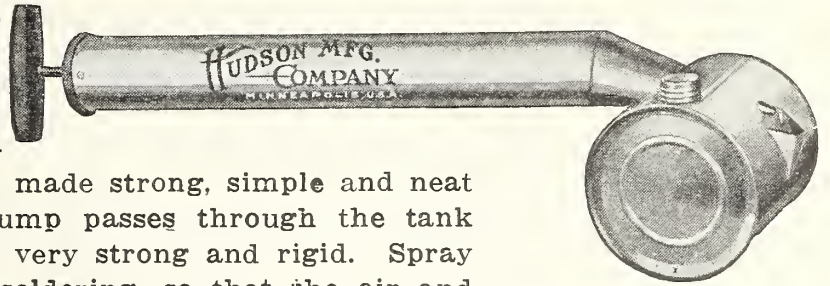 HUDSON MFG.
COMPANY
MINNEAPOLIS, U.S.A.
made strong, simple and neat
ump passes through the tank
very strong and rigid. Spray
soldering, so that the air and